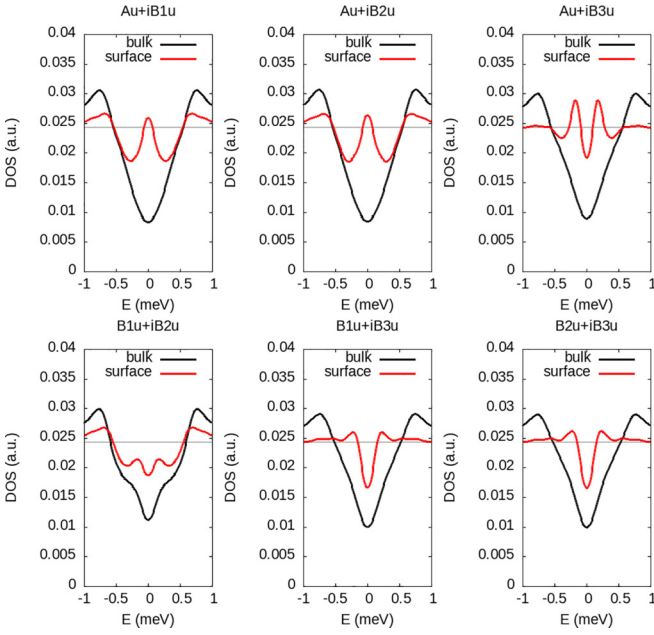 Au+iB1u Au+iB2u Au+iB3u
0.04 0.04 0.04
bulk bulk bulk
0.035 surface 0.035 surface 0.035 surface
0.03 0.03 0.03
0.025 0.025 0.025
DOS (a.u.) DOS (a.u.) DOS (a.u.)
0.02 0.02 0.02
0.015 0.015 0.015
0.01 0.01 0.01
0.005 0.005 0.005
0 0 0
-1 -0.5 0 0.5 1 -1 -0.5 0 0.5 1 -1 -0.5 0 0.5 1
E (meV) E (meV) E (meV)
B1u+iB2u B1u+iB3u B2u+iB3u
0.04 0.04 0.04
bulk bulk bulk
0.035 surface 0.035 surface 0.035 surface
0.03 0.03 0.03
0.025 0.025 0.025
DOS (a.u.) DOS (a.u.) DOS (a.u.)
0.02 0.02 0.02
0.015 0.015 0.015
0.01 0.01 0.01
0.005 0.005 0.005
0 0 0
-1 -0.5 0 0.5 1 -1 -0.5 0 0.5 1 -1 -0.5 0 0.5 1
E (meV) E (meV) E (meV)